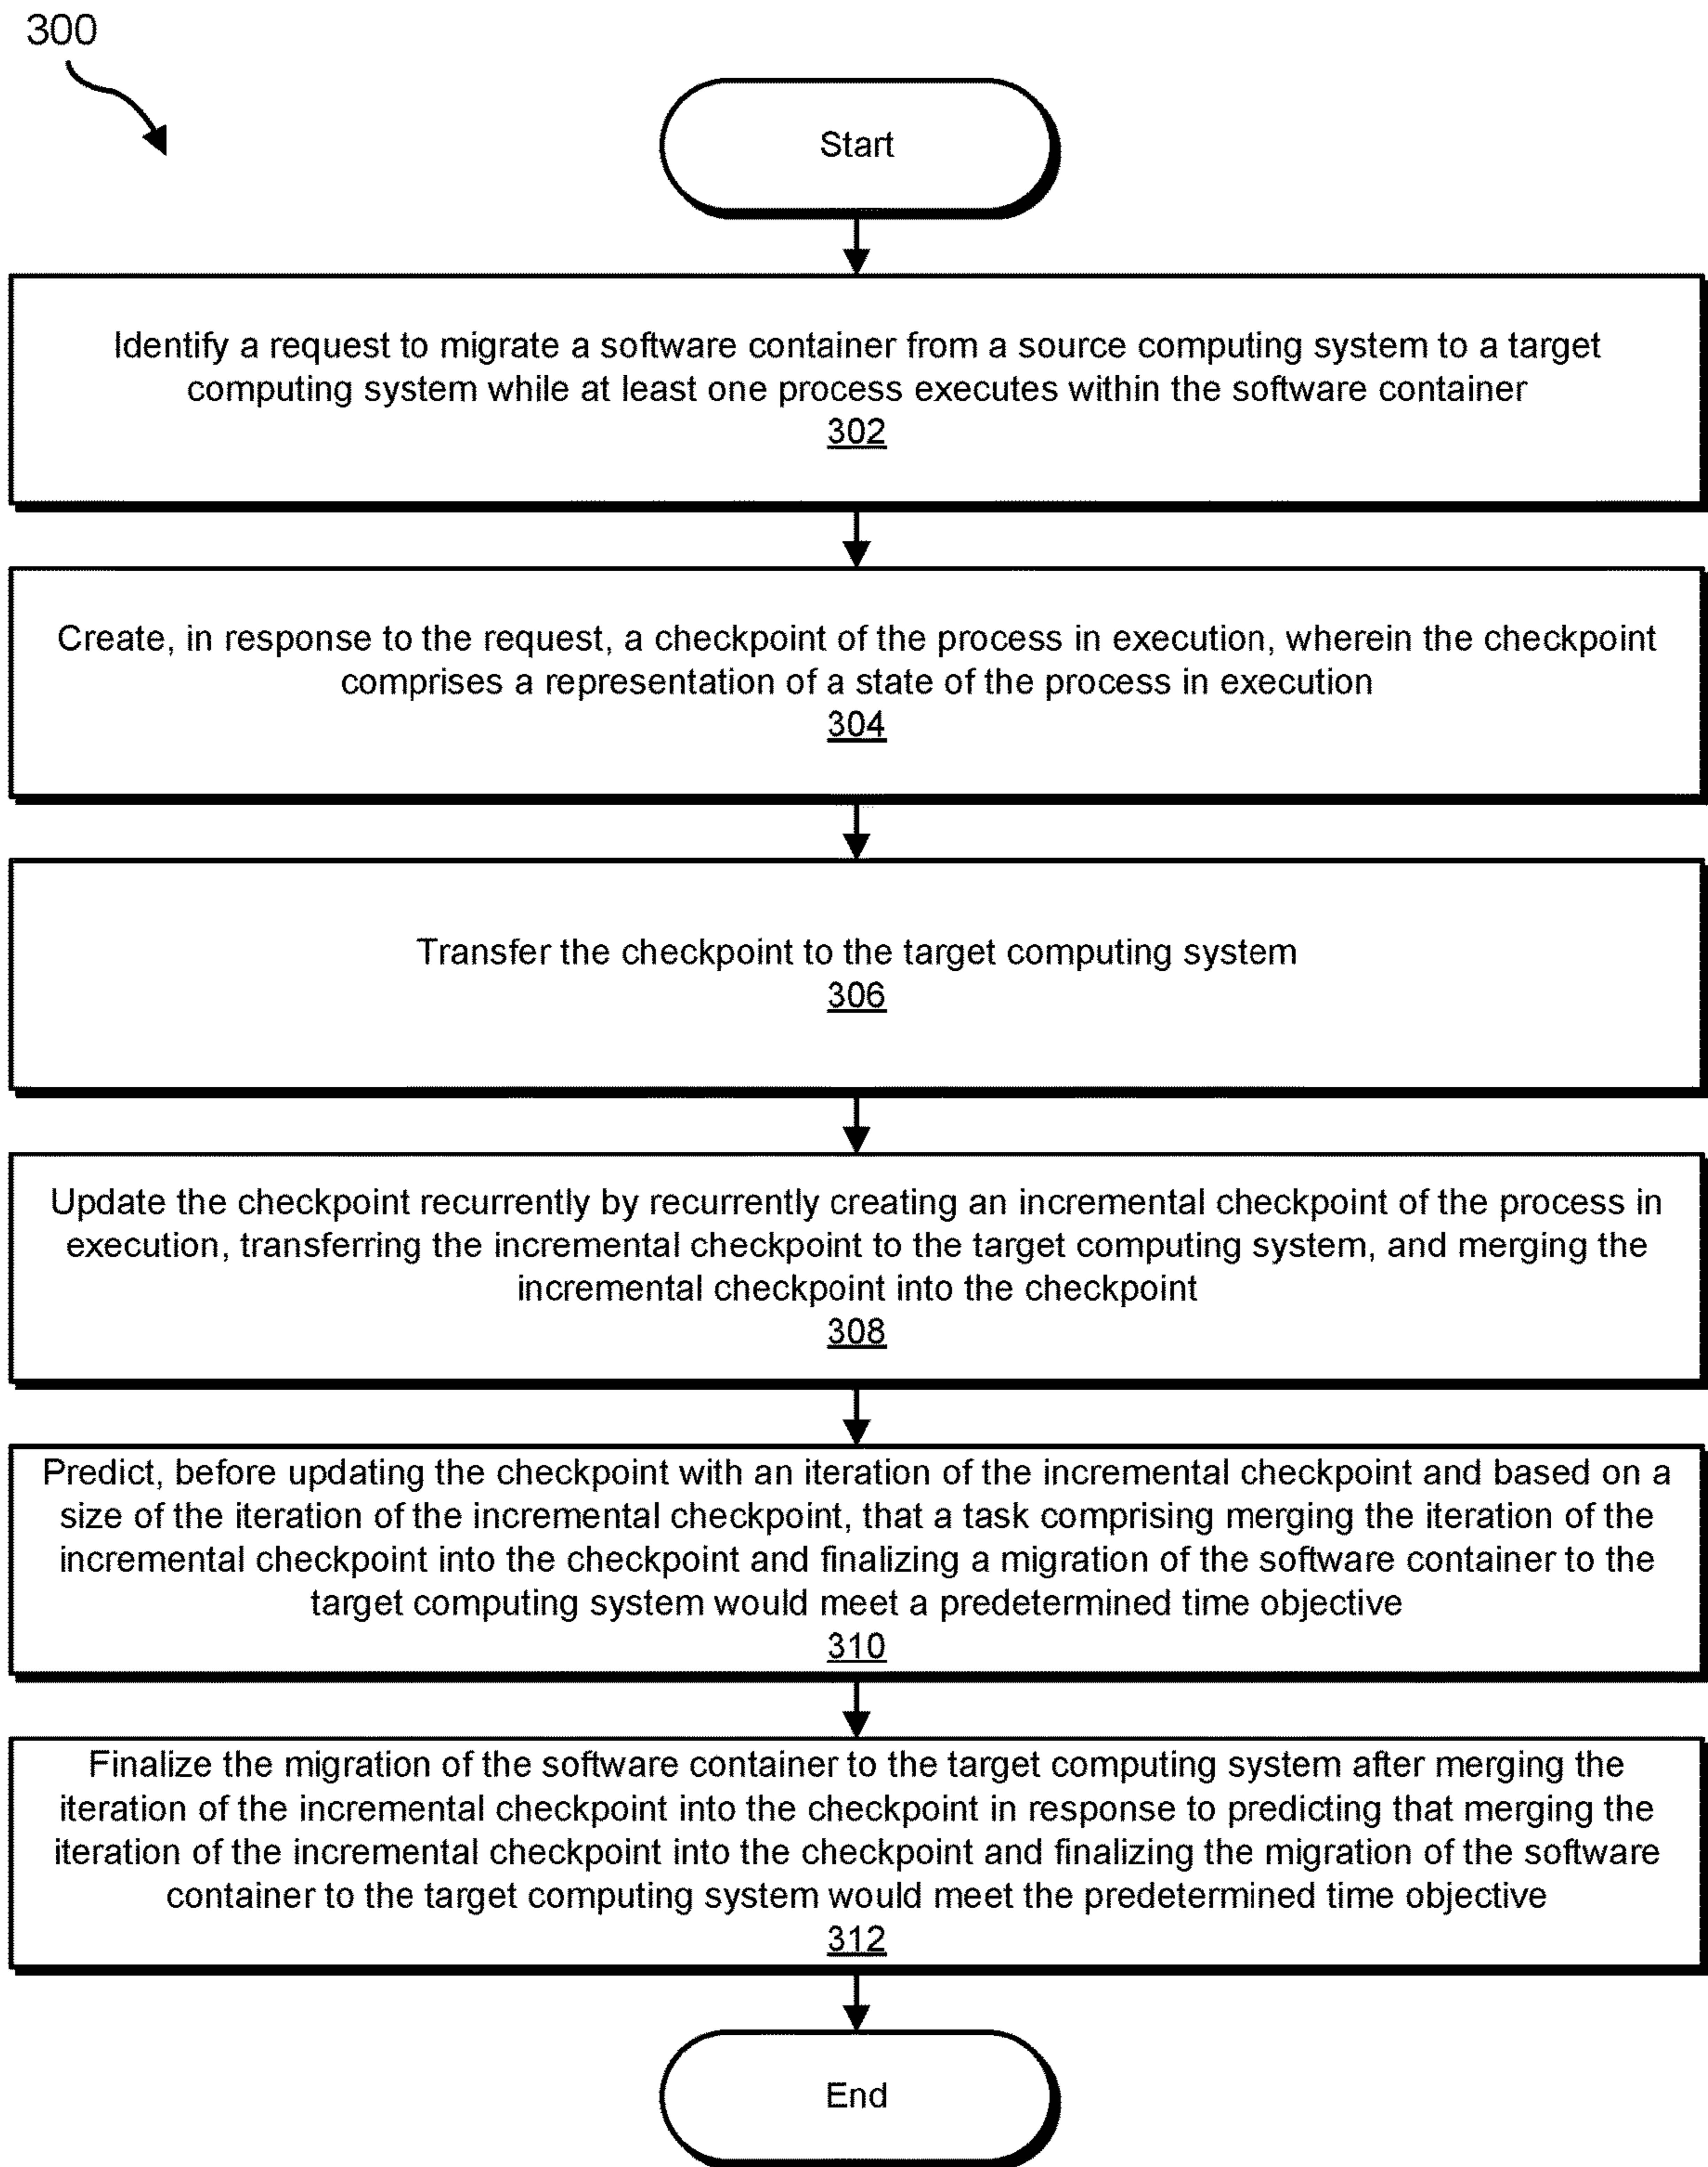 300
Start
Identify a request to migrate a software container from a source computing system to a target
computing system while at least one process executes within the software container
302
Create, in response to the request, a checkpoint of the process in execution, wherein the checkpoint
comprises a representation of a state of the process in execution
304
Transfer the checkpoint to the target computing system
306
Update the checkpoint recurrently by recurrently creating an incremental checkpoint of the process in
execution, transferring the incremental checkpoint to the target computing system, and merging the
incremental checkpoint into the checkpoint
308
Predict, before updating the checkpoint with an iteration of the incremental checkpoint and based on a
size of the iteration of the incremental checkpoint, that a task comprising merging the iteration of the
incremental checkpoint into the checkpoint and finalizing a migration of the software container to the
target computing system would meet a predetermined time objective
310
Finalize the migration of the software container to the target computing system after merging the
iteration of the incremental checkpoint into the checkpoint in response to predicting that merging the
iteration of the incremental checkpoint into the checkpoint and finalizing the migration of the software
container to the target computing system would meet the predetermined time objective
312
End